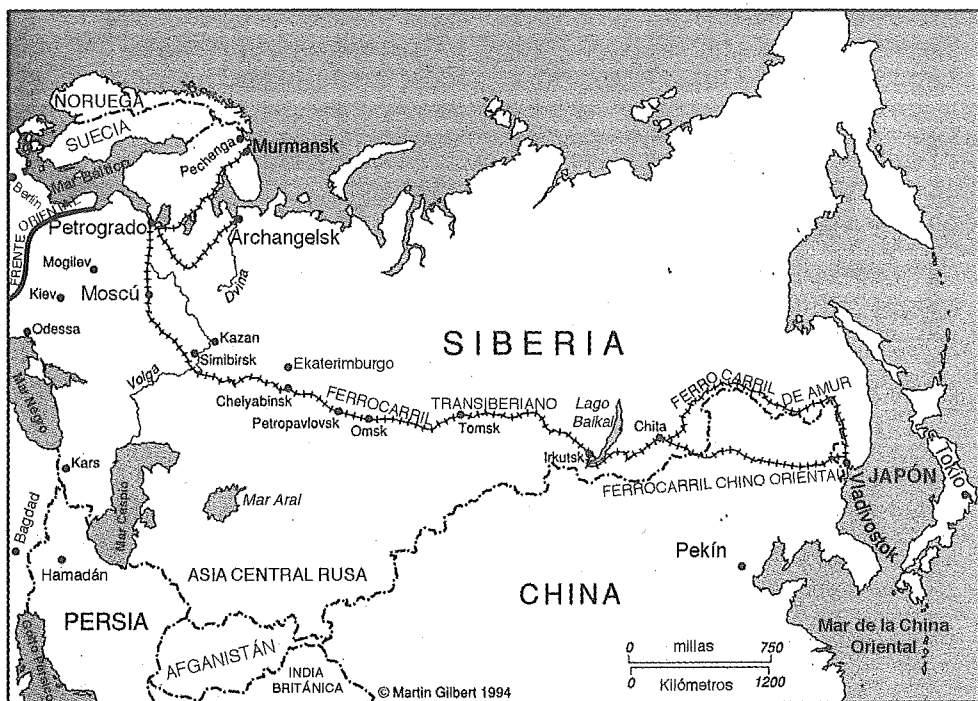 NORUEGA
SUECIA
Mar Báltico
Pechenga
Murmansk
Berlín
FRENTE ORIENTAL
Petrogrado
Archangelsk
Mogilev
Dvina
Kiev
Moscú
Odessa
Kazan
SIBERIA
Simibirsk
Ekaterimburgo
Volga
Mar Negro
Chelyabinsk
FERROCARRIL TRANSIBERIANO
Petropavlovsk
Omsk
Tomsk
Lago
Baikal
Irkutsk
Chita
FERRO CARRIL
DE AMUR
FERROCARRIL CHINO ORIENTAL
Vladivostok
JAPÓN
Tokio
Kars
Mar Caspio
Mar Aral
Bagdad
Hamadán
ASIA CENTRAL RUSA
Pekín
PERSIA
CHINA
AFGANISTÁN
INDIA
BRITÁNICA
Mar de la China
Oriental
0 millas 750
0 Kilómetros 1200
© Martin Gilbert 1994